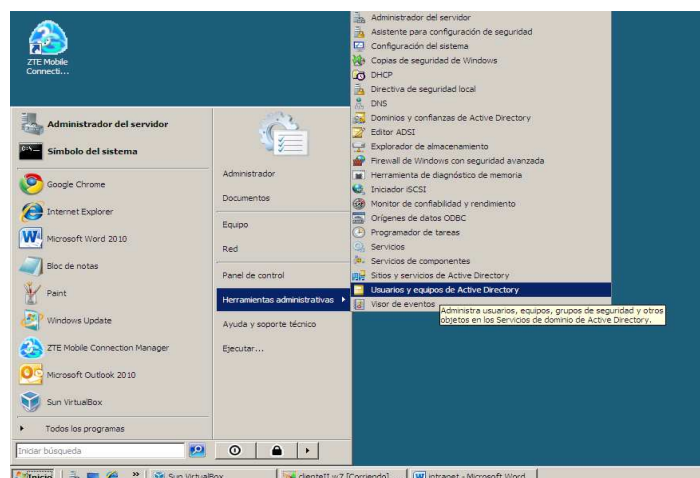 ZTE Mobile
Connecti...
Administrador del servidor
Símbolo del sistema
Google Chrome
Internet Explorer
Microsoft Word 2010
Bloc de notas
Paint
Windows Update
ZTE Mobile Connection Manager
Microsoft Outlook 2010
Sun VirtualBox
Todos los programas
Iniciar búsqueda
Administrador
Documentos
Equipo
Red
Panel de control
Herramientas administrativas
Ayuda y soporte técnico
Ejecutar...
Administrador del servidor
Asistente para configuración de seguridad
Configuración del sistema
Copias de seguridad de Windows
DHCP
Directiva de seguridad local
DNS
Dominios y confianzas de Active Directory
Editor ADSI
Explorador de almacenamiento
Firewall de Windows con seguridad avanzada
Herramienta de diagnóstico de memoria
Iniciador iSCSI
Monitor de confiabilidad y rendimiento
Orígenes de datos ODBC
Programador de tareas
Servicios
Servicios de componentes
Sitios y servicios de Active Directory
Usuarios y equipos de Active Directory
Visor de eventos
Administra usuarios, equipos, grupos de seguridad y otros
objetos en los Servicios de dominio de Active Directory.
Inicio
Sun VirtualBox
clienteII w7 [Corriendo]
intranet - Microsoft Word